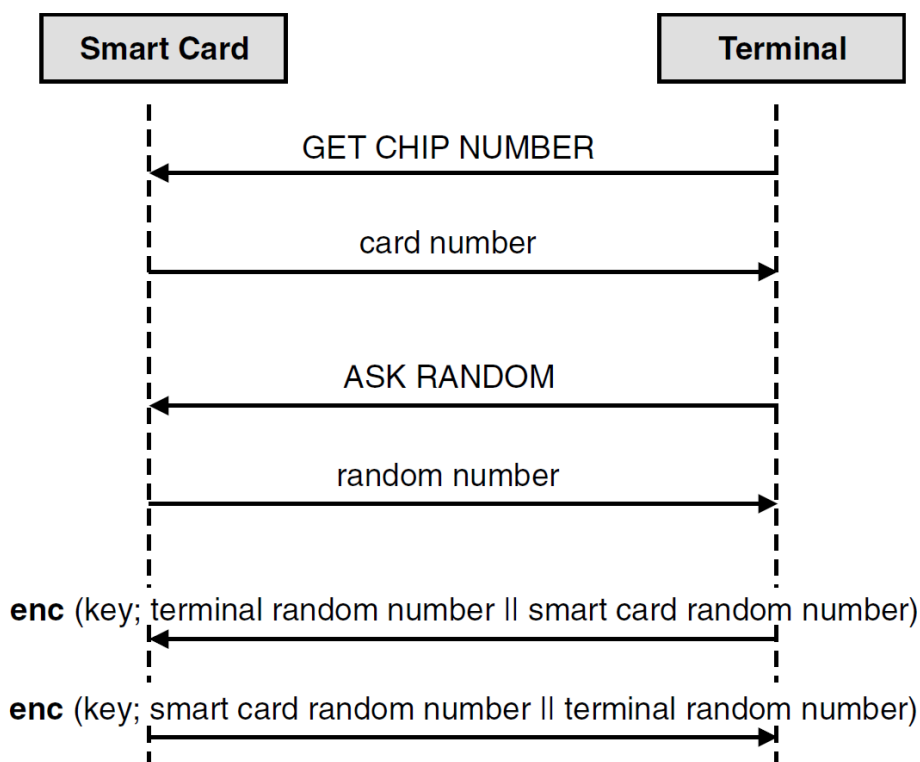 Smart Card
Terminal
GET CHIP NUMBER
card number
ASK RANDOM
random number
enc (key; terminal random number || smart card random number)
enc (key; smart card random number || terminal random number)